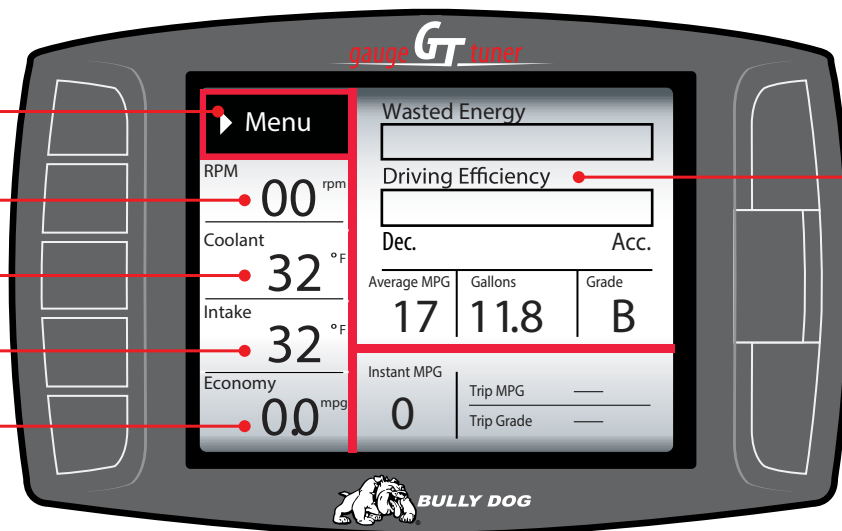 gauge GT tuner
Menu
RPM
00 rpm
Coolant
32 °F
Intake
32 °F
Economy
0.0 mpg
Wasted Energy
Driving Efficiency
Dec. Acc.
Average MPG Gallons Grade
17 11.8 B
Instant MPG
0
Trip MPG —
Trip Grade —
BULLY DOG